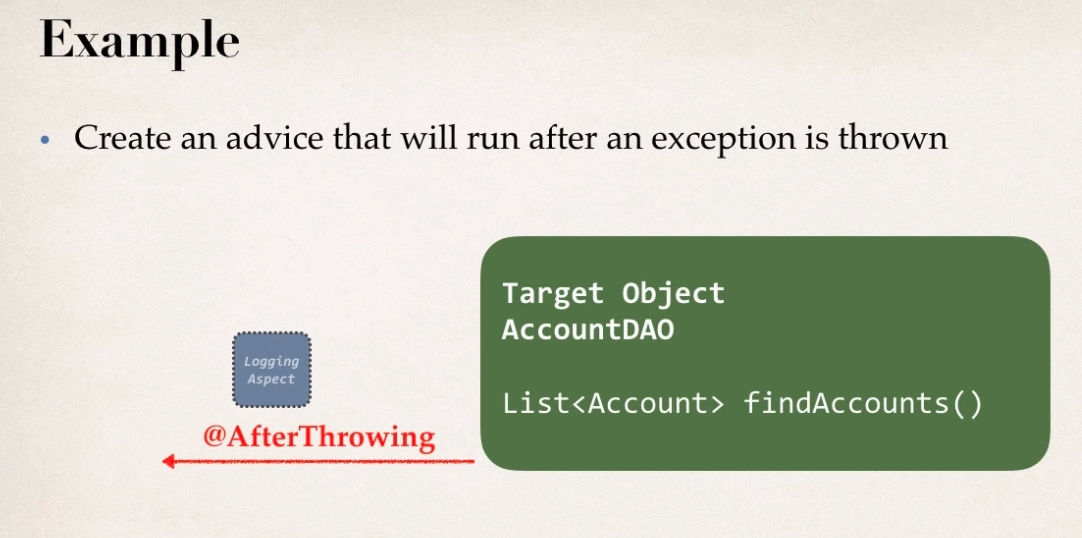 Example
• Create an advice that will run after an exception is thrown
Target Object
AccountDAO
Logging
Aspect
List<Account> findAccounts()
@AfterThrowing